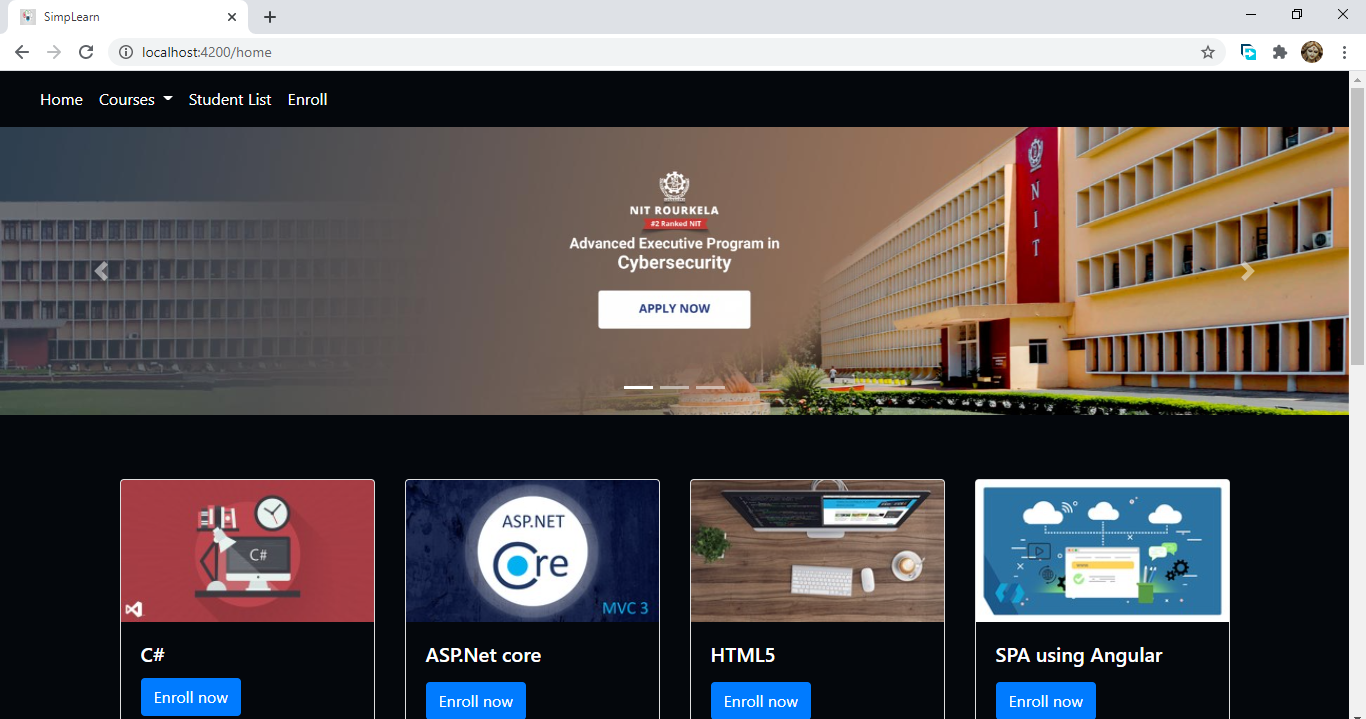 SimpLearn
localhost:4200/home
Home Courses Student List Enroll
NIT ROURKELA
#2 Ranked NIT
Advanced Executive Program in
Cybersecurity
APPLY NOW
NIT
C#
ASP.NET
Core
MVC 3
C#
ASP.Net core
HTML5
SPA using Angular
Enroll now
Enroll now
Enroll now
Enroll now